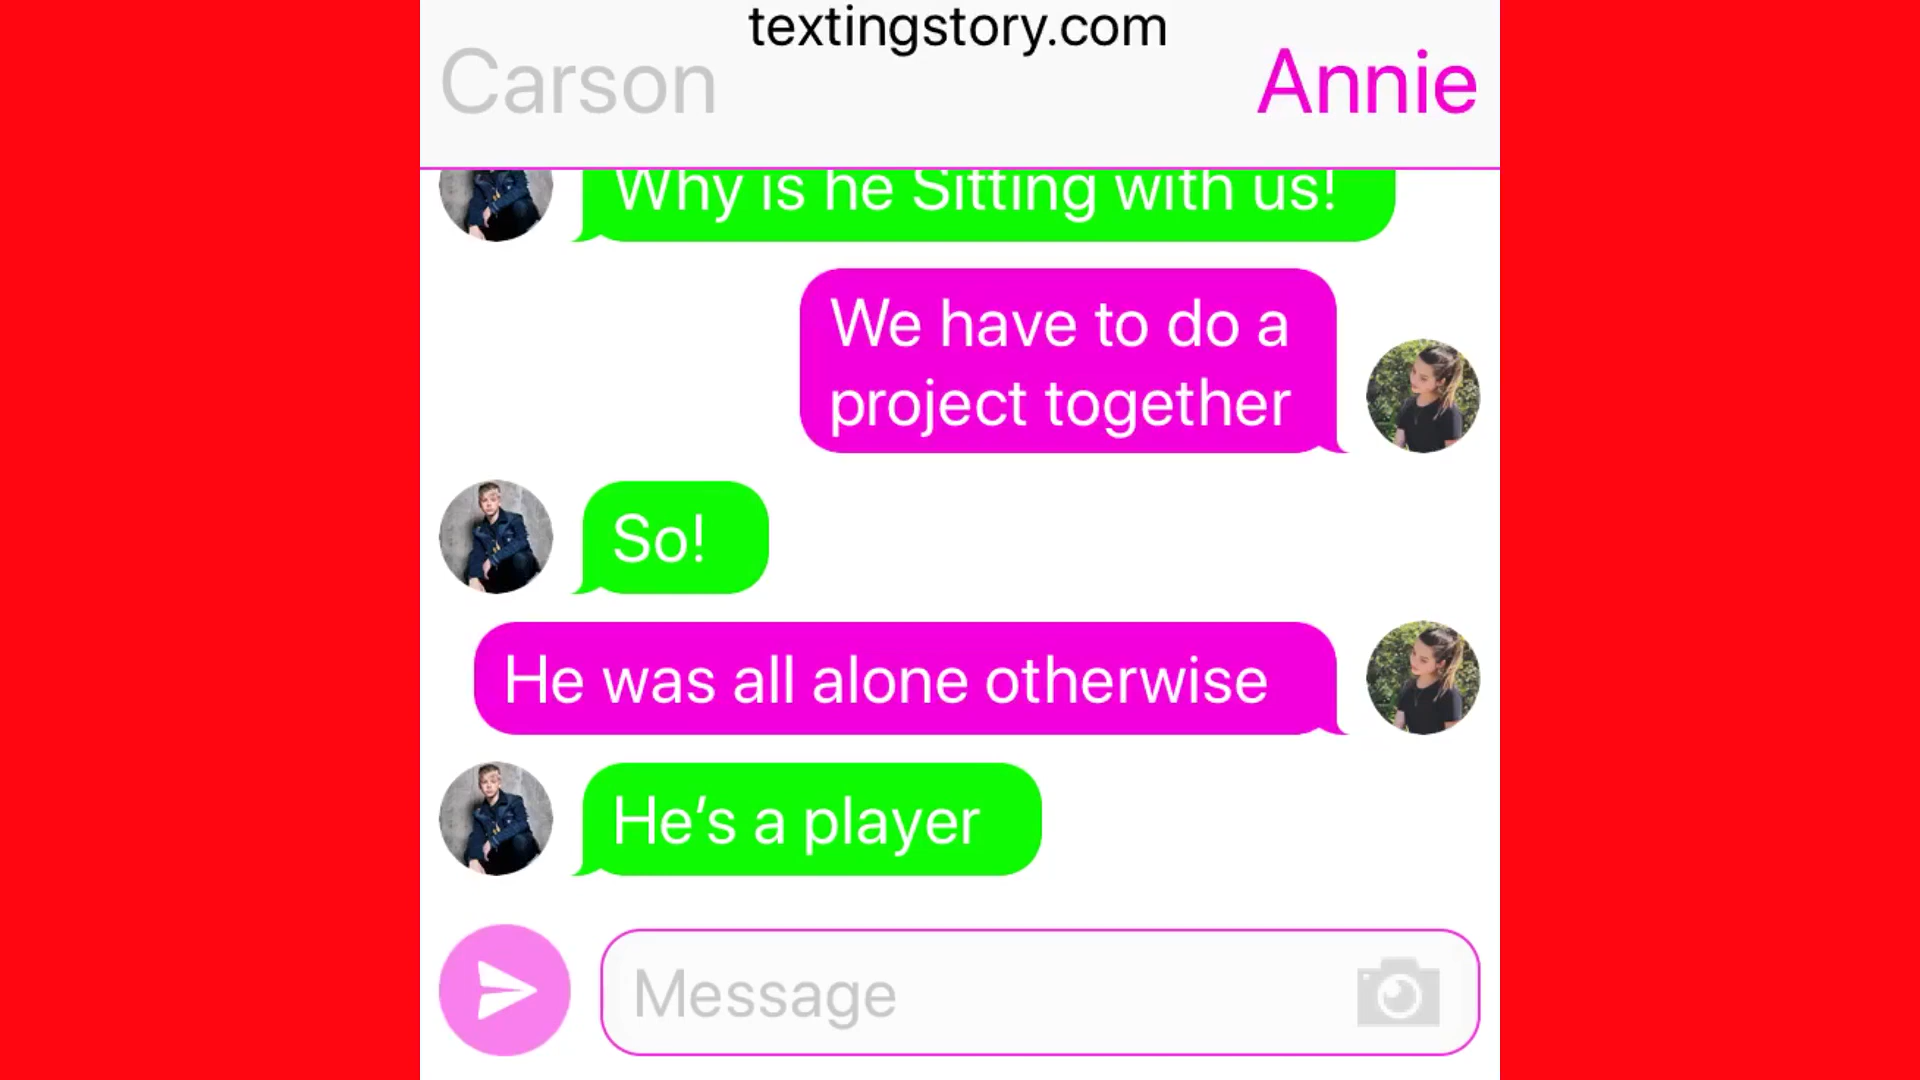 textingstory.com
Carson
Annie
Why is he Sitting with us!
We have to do a
project together
So!
He was all alone otherwise
He’s a player
Message